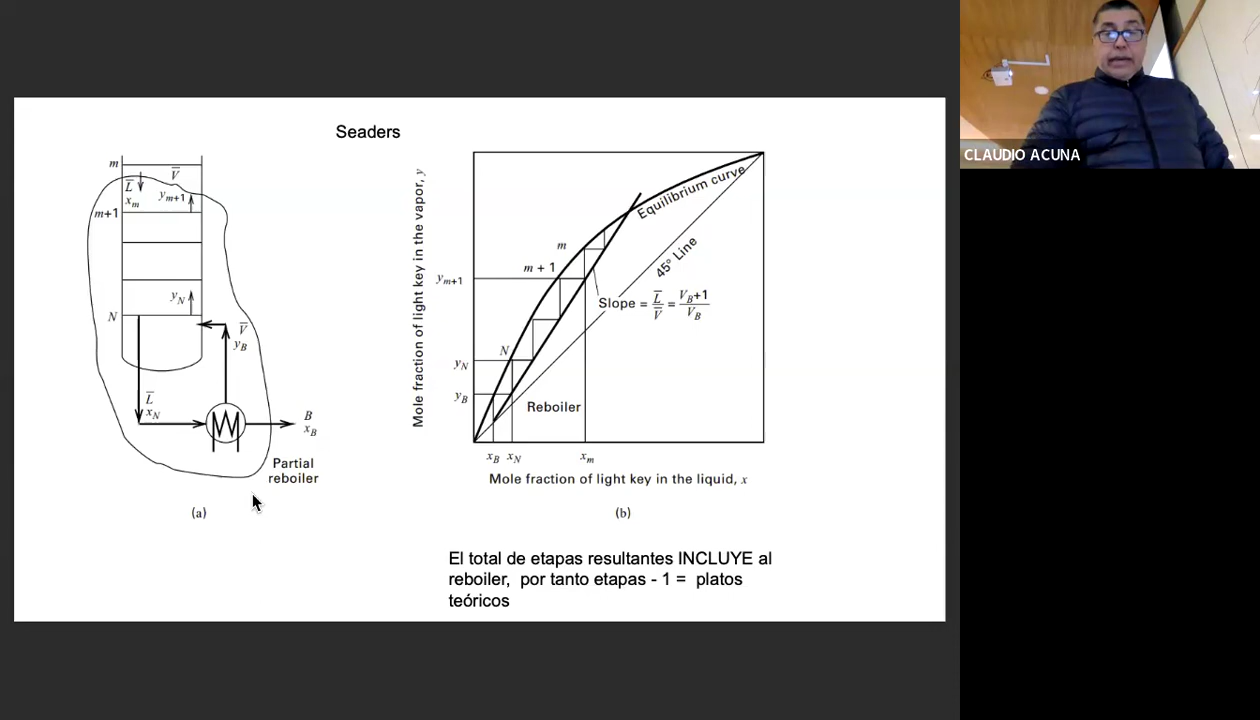 Seaders
m
V̅
L̅
x_m
y_{m+1}
m+1
y_N
N
V̅
y_B
L̅
x_N
B
x_B
Partial
reboiler
(a)
Mole fraction of light key in the vapor, y
Equilibrium curve
45° Line
m
m + 1
y_{m+1}
Slope = L̅/V̅ = V_B+1/V_B
N
y_N
y_B
Reboiler
x_B x_N x_m
Mole fraction of light key in the liquid, x
(b)
El total de etapas resultantes INCLUYE al
reboiler, por tanto etapas - 1 = platos
teóricos
CLAUDIO ACUNA